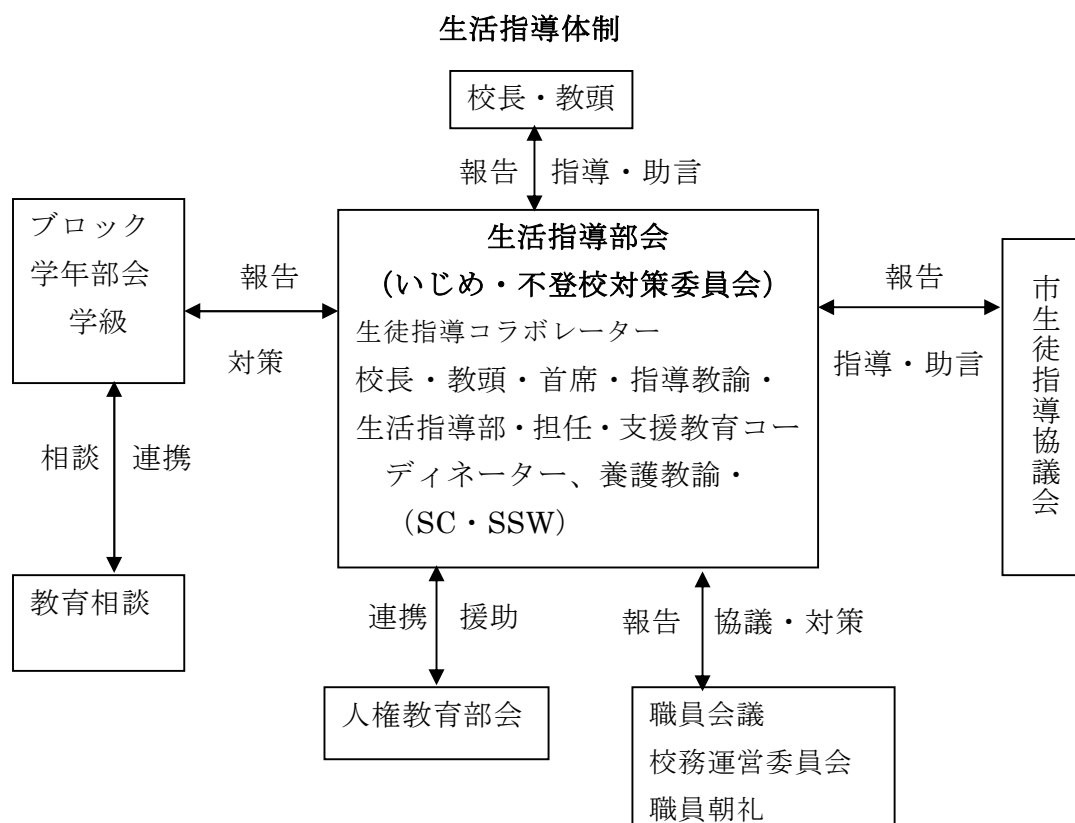 生活指導体制
校長・教頭
報告 指導・助言
ブロック
学年部会
学級
報告
対策
生活指導部会
（いじめ・不登校対策委員会）
生徒指導コラボレーター
校長・教頭・首席・指導教諭・
生活指導部・担任・支援教育コー
ディネーター、養護教諭・
（SC・SSW）
報告
指導・助言
市生徒指導協議会
相談 連携
教育相談
連携 援助
報告 協議・対策
人権教育部会
職員会議
校務運営委員会
職員朝礼